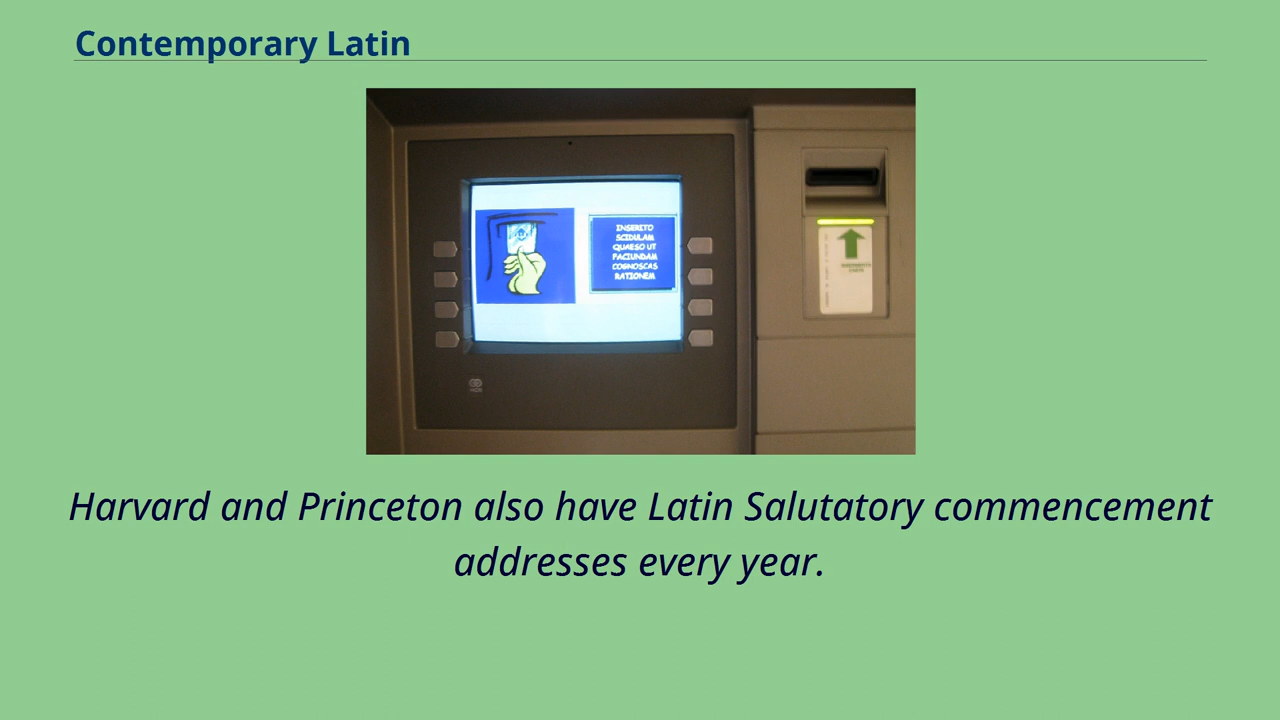 Contemporary Latin
INSERITO
SCIDULAM
QUAESO UT
FACIUNDAM
COGNOSCAS
RATIONEM
Harvard and Princeton also have Latin Salutatory commencement
addresses every year.